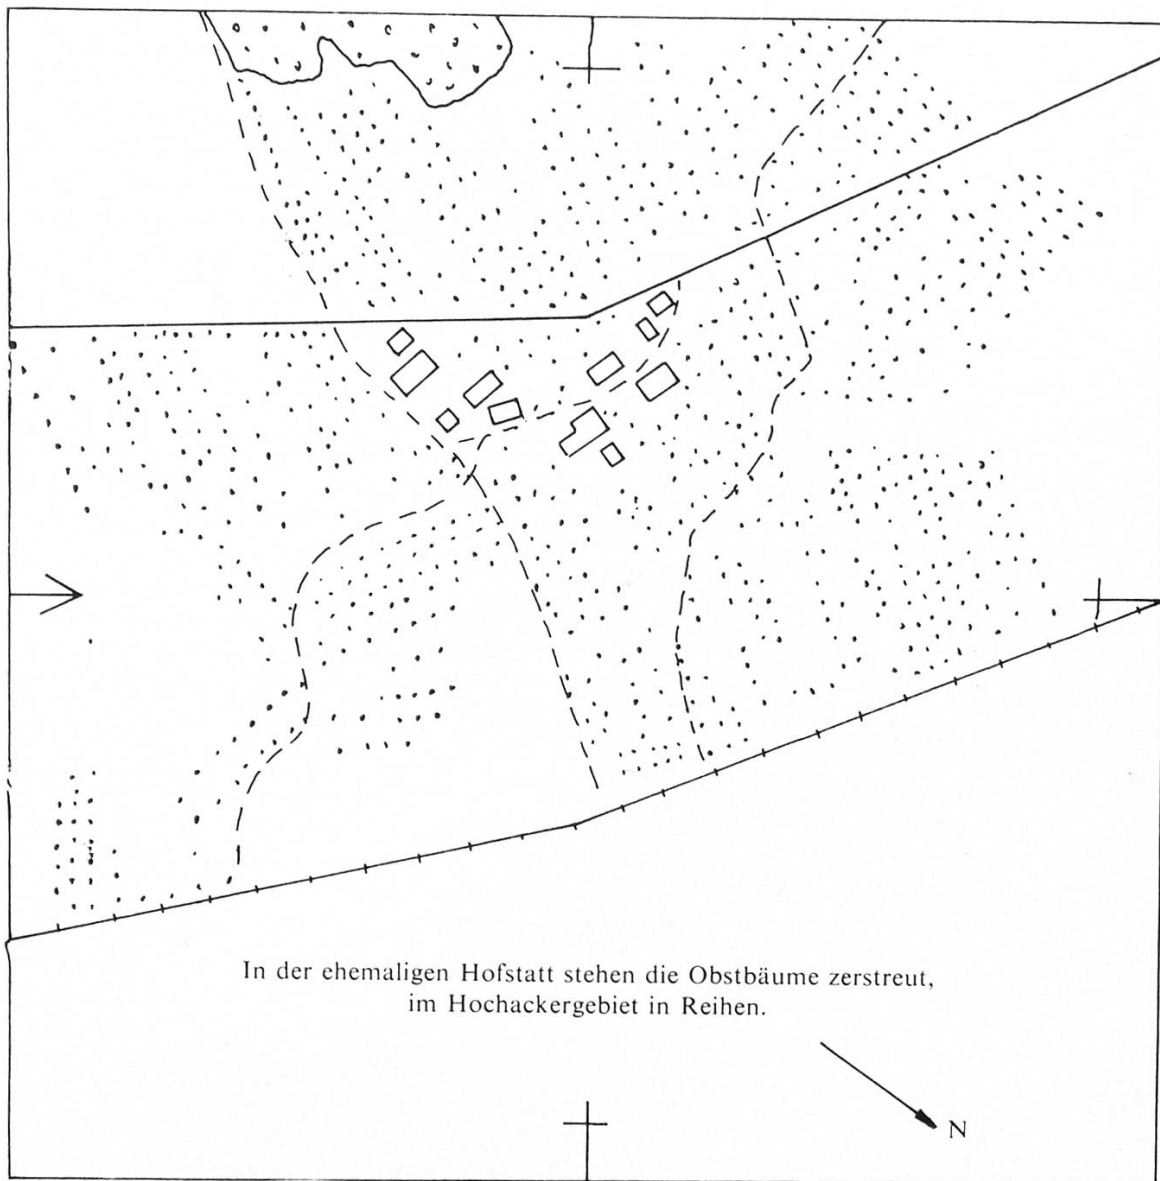 In der ehemaligen Hofstatt stehen die Obstbäume zerstreut,
im Hochackergebiet in Reihen.
N